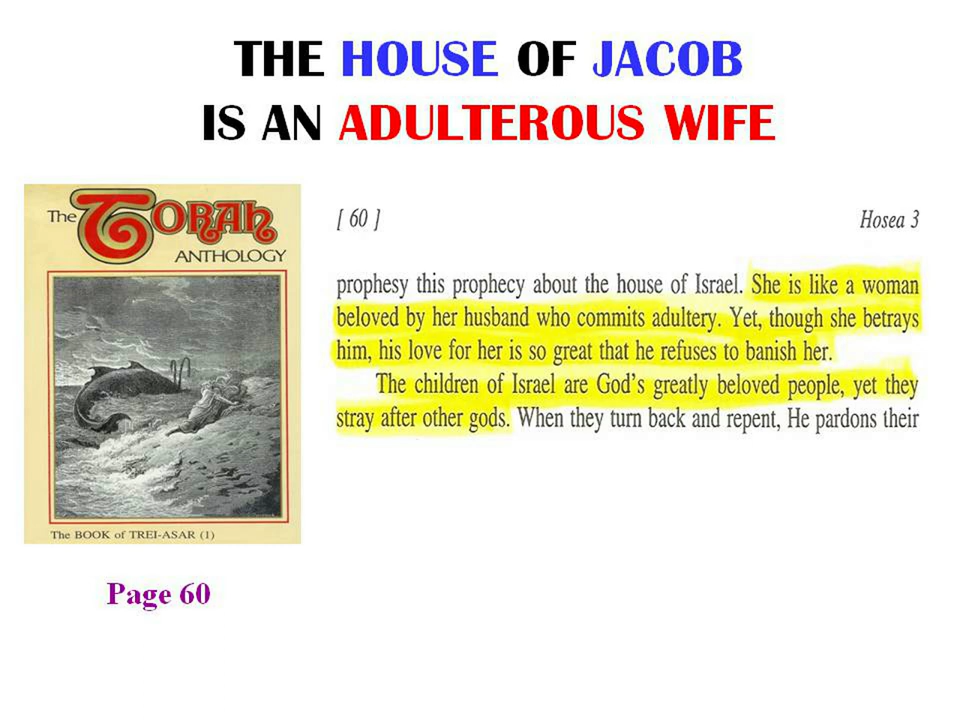 THE HOUSE OF JACOB
IS AN ADULTEROUS WIFE
The TORAH
ANTHOLOGY
The BOOK of TREI-ASAR (1)
Page 60
[ 60 ]
Hosea 3
prophesy this prophecy about the house of Israel. She is like a woman
beloved by her husband who commits adultery. Yet, though she betrays
him, his love for her is so great that he refuses to banish her.
The children of Israel are God's greatly beloved people, yet they
stray after other gods. When they turn back and repent, He pardons their